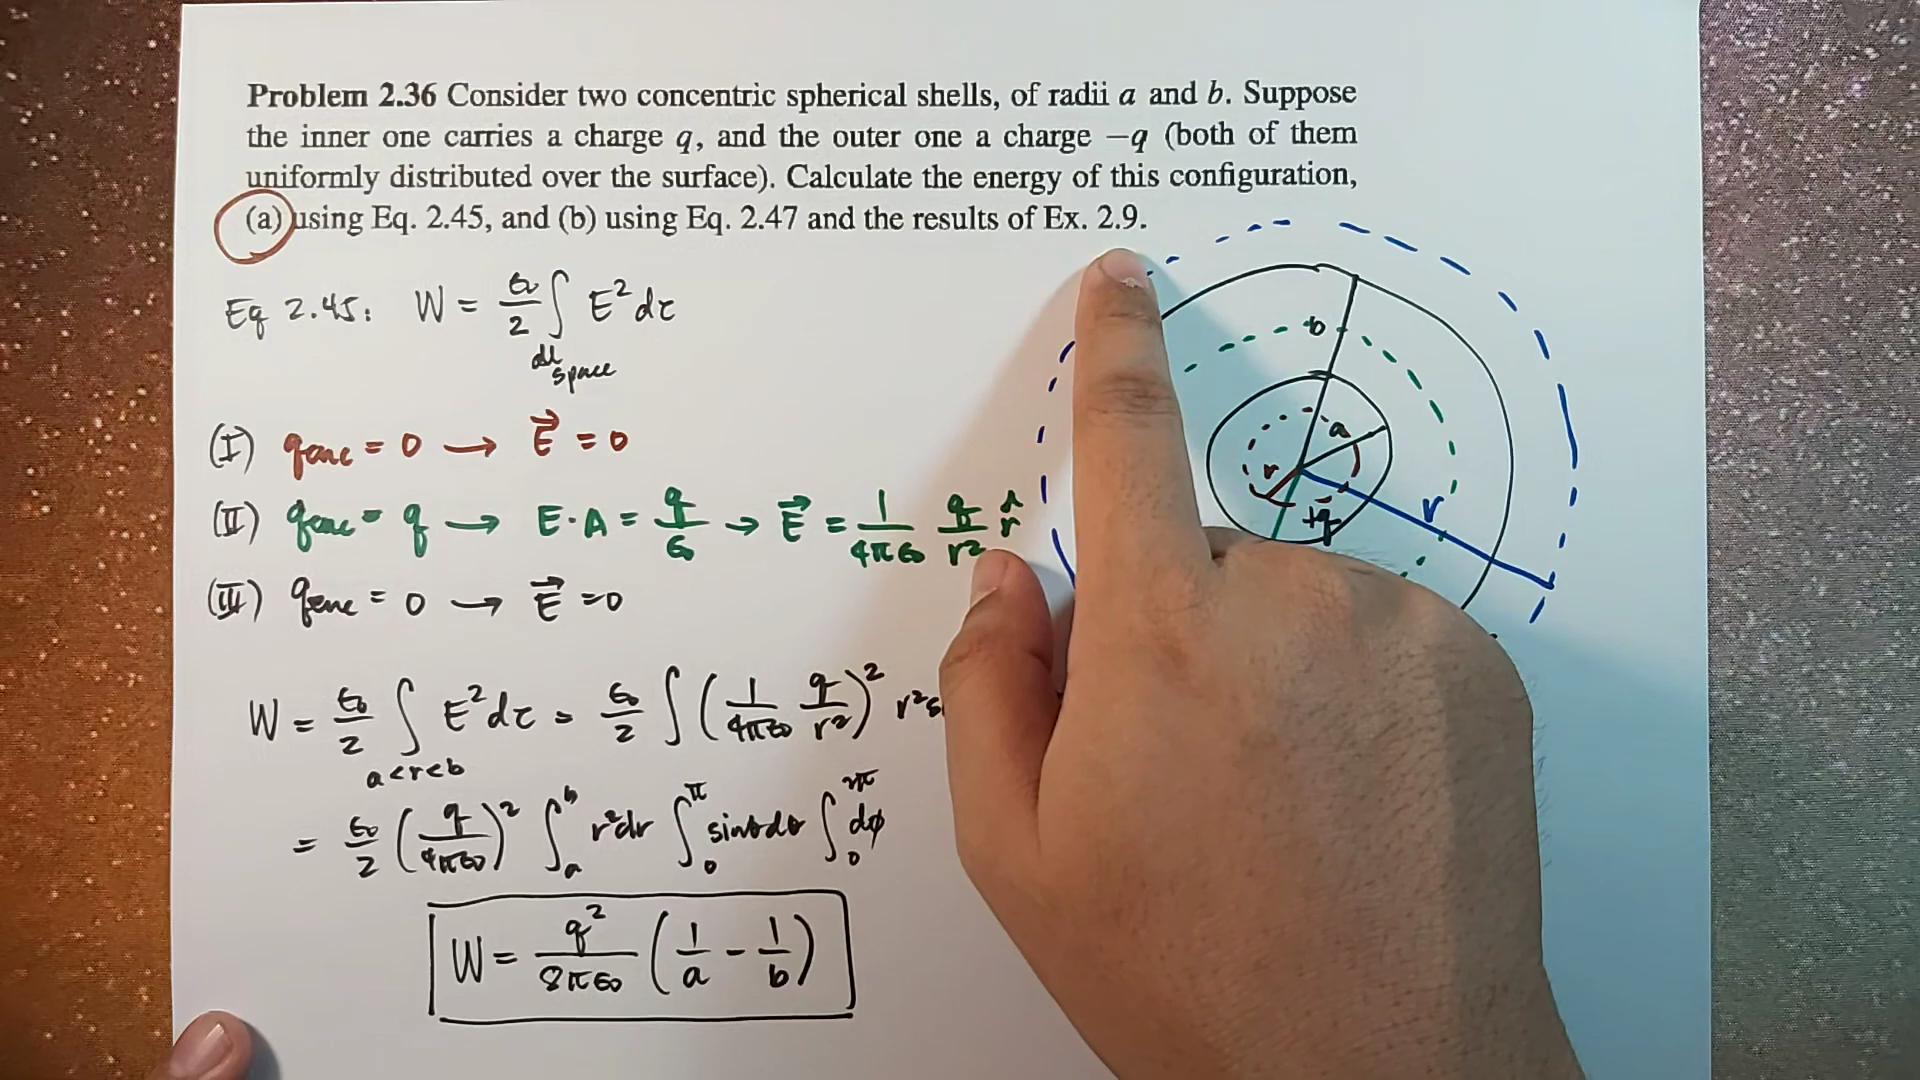 Problem 2.36 Consider two concentric spherical shells, of radii a and b. Suppose
the inner one carries a charge q, and the outer one a charge −q (both of them
uniformly distributed over the surface). Calculate the energy of this configuration,
(a) using Eq. 2.45, and (b) using Eq. 2.47 and the results of Ex. 2.9.
Eq 2.45: W = ε₀/2 ∫ E² dτ
all space
(I) qenc = 0 → E⃗ = 0
(II) qenc = q → E·A = q/ε₀ → E⃗ = 1/4πε₀ q/r² r̂
(III) qenc = 0 → E⃗ = 0
W = ε₀/2 ∫ E² dτ = ε₀/2 ∫ (1/4πε₀ q/r²)² r² s
a<r<b
= ε₀/2 (q/4πε₀)² ∫ₐᵇ r² dr ∫₀^π sinθ dθ ∫₀^2π dϕ
W = q²/8πε₀ (1/a − 1/b)
b
a
r
+q
r